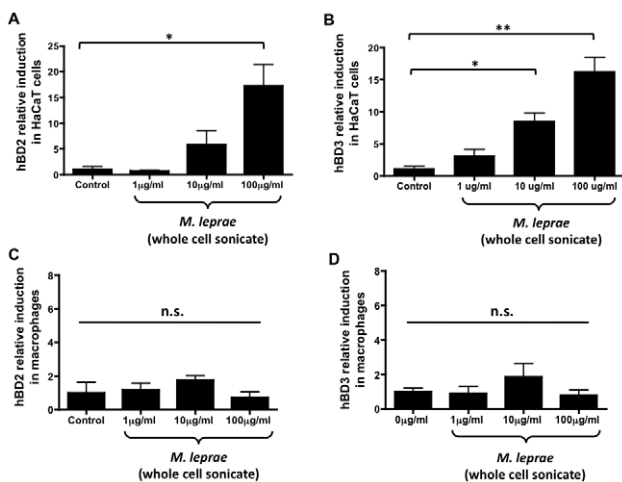 A
hBD2 relative induction
in HaCaT cells
25
20
15
10
5
0
*
Control
1μg/ml
10μg/ml
100μg/ml
M. leprae
(whole cell sonicate)
B
hBD3 relative induction
in HaCaT cells
20
15
10
5
0
**
*
Control
1 ug/ml
10 ug/ml
100 ug/ml
M. leprae
(whole cell sonicate)
C
hBD2 relative induction
in macrophages
8
6
4
2
0
n.s.
Control
1μg/ml
10μg/ml
100μg/ml
M. leprae
(whole cell sonicate)
D
hBD3 relative induction
in macrophages
8
6
4
2
0
n.s.
0μg/ml
1μg/ml
10μg/ml
100μg/ml
M. leprae
(whole cell sonicate)